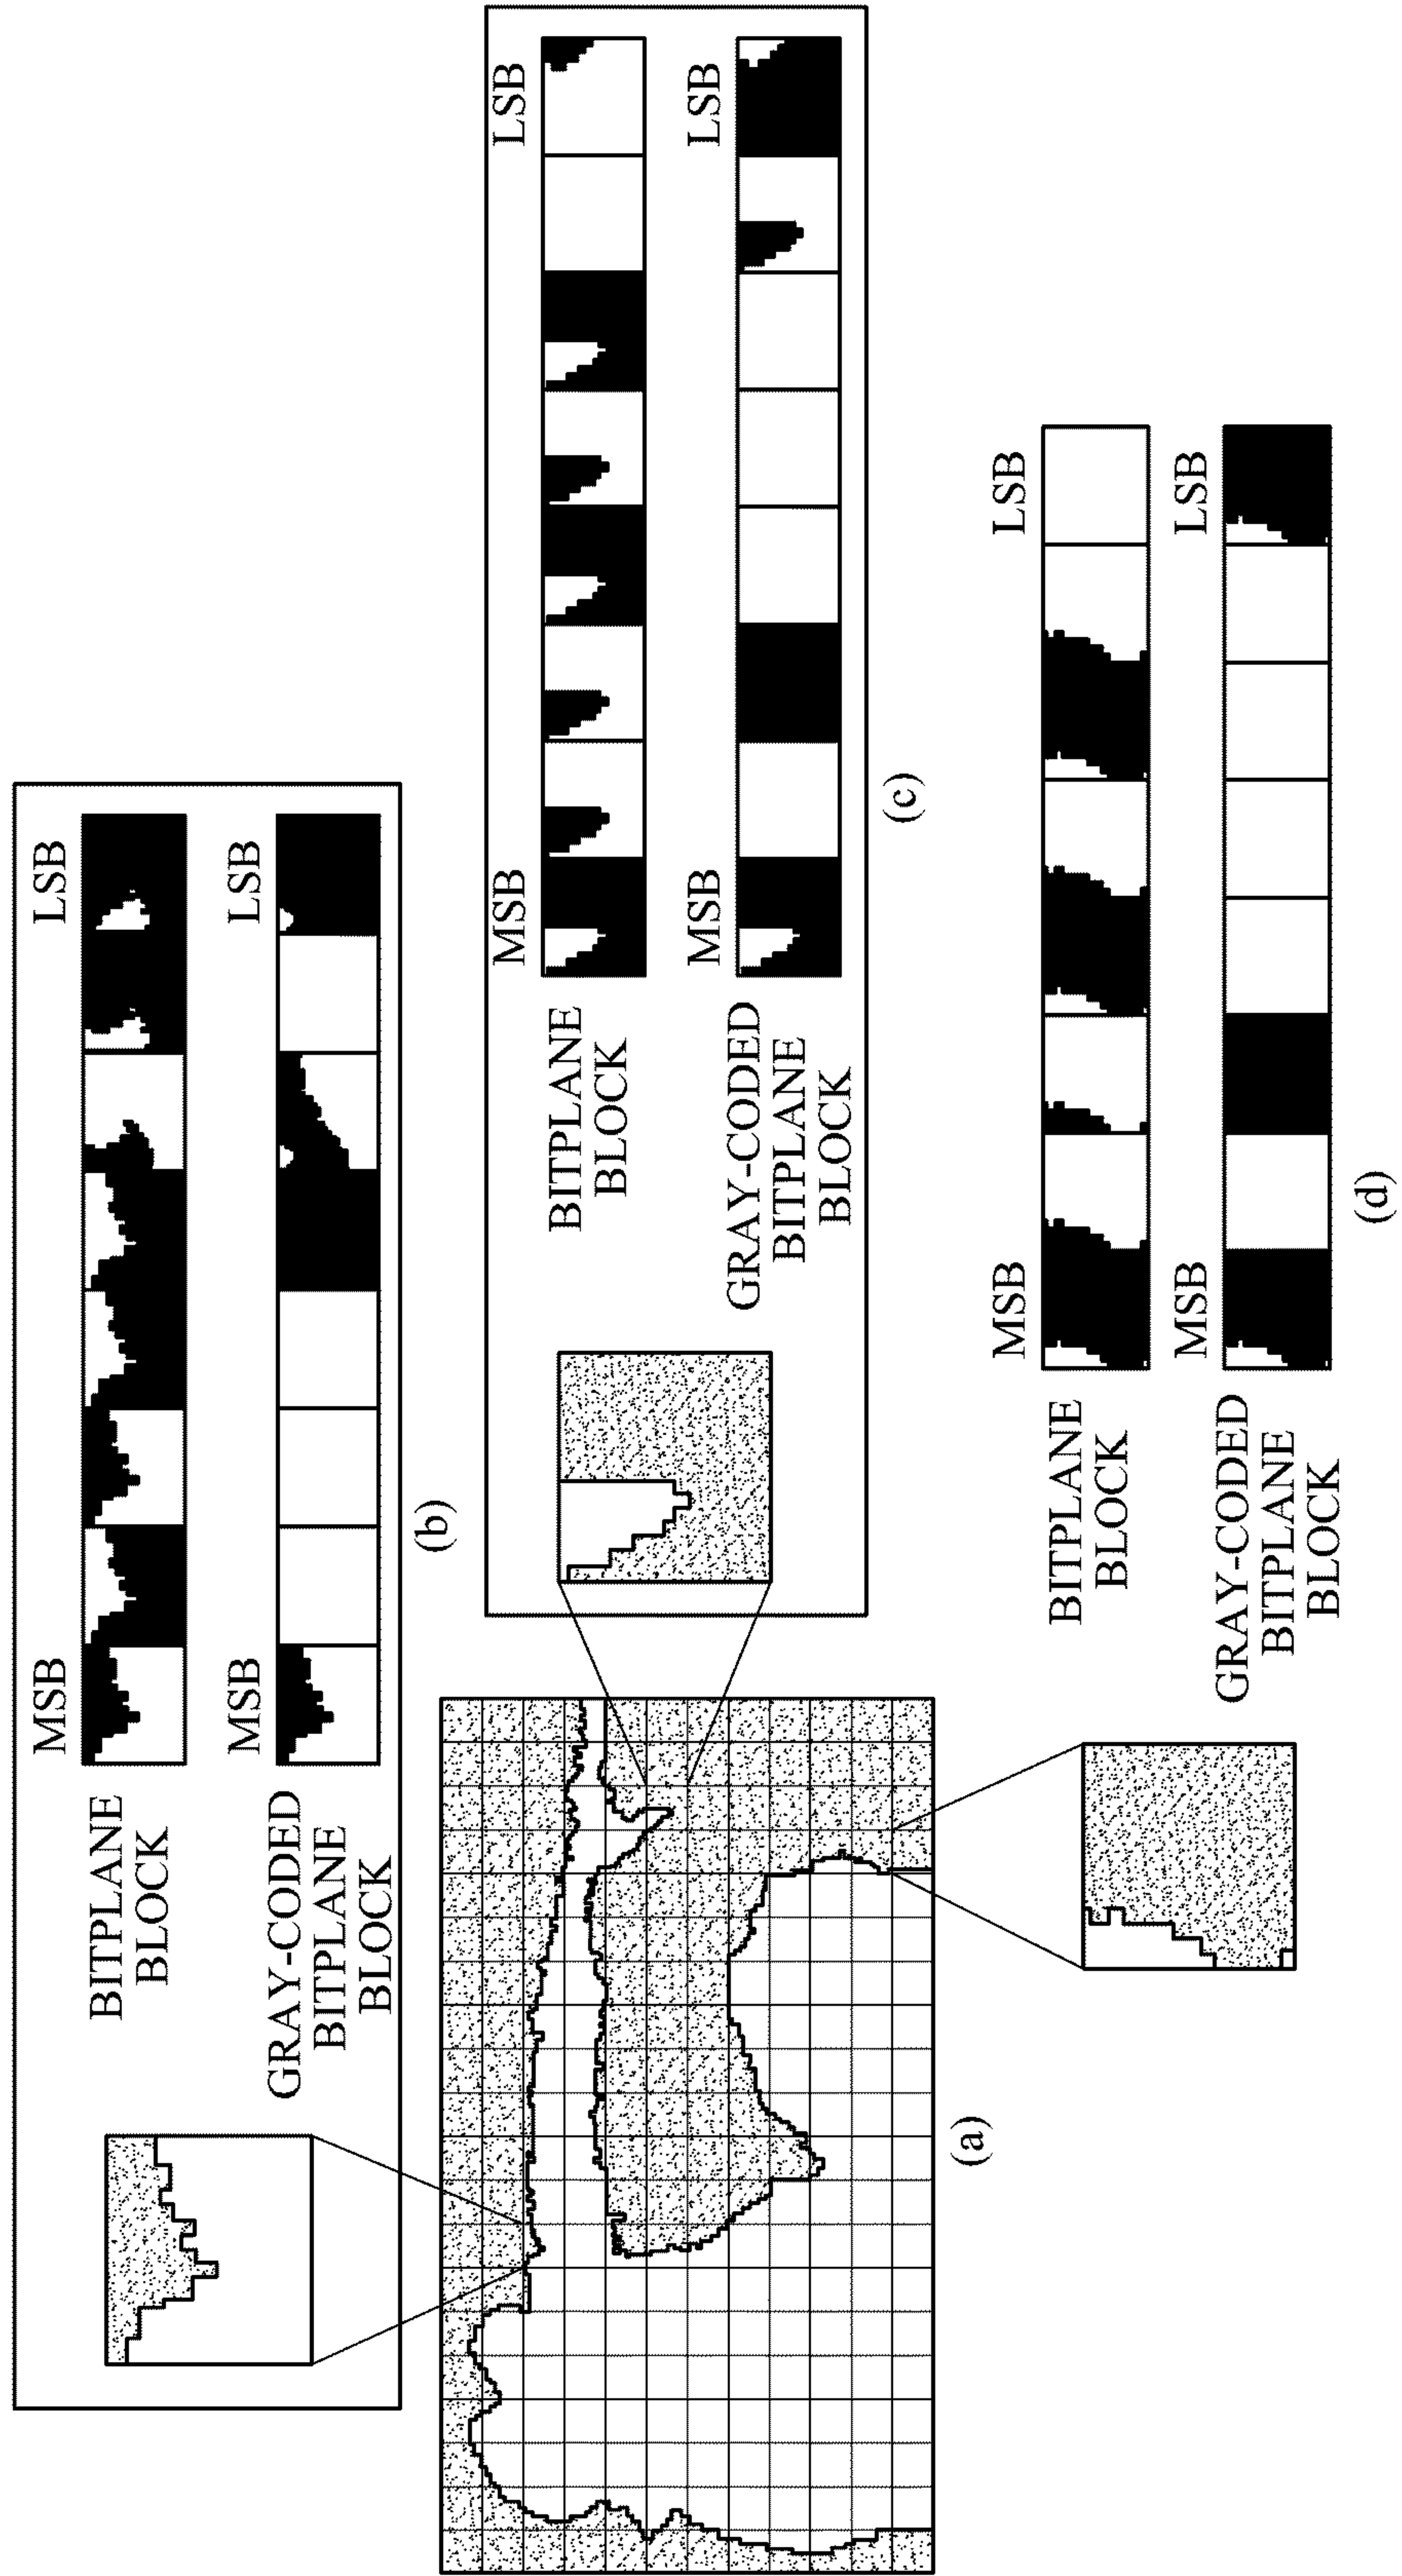 MSB LSB
BITPLANE
BLOCK
MSB LSB
GRAY-CODED
BITPLANE
BLOCK
(b)
MSB LSB
BITPLANE
BLOCK
MSB LSB
GRAY-CODED
BITPLANE
BLOCK
(c)
(a)
MSB LSB
BITPLANE
BLOCK
MSB LSB
GRAY-CODED
BITPLANE
BLOCK
(d)